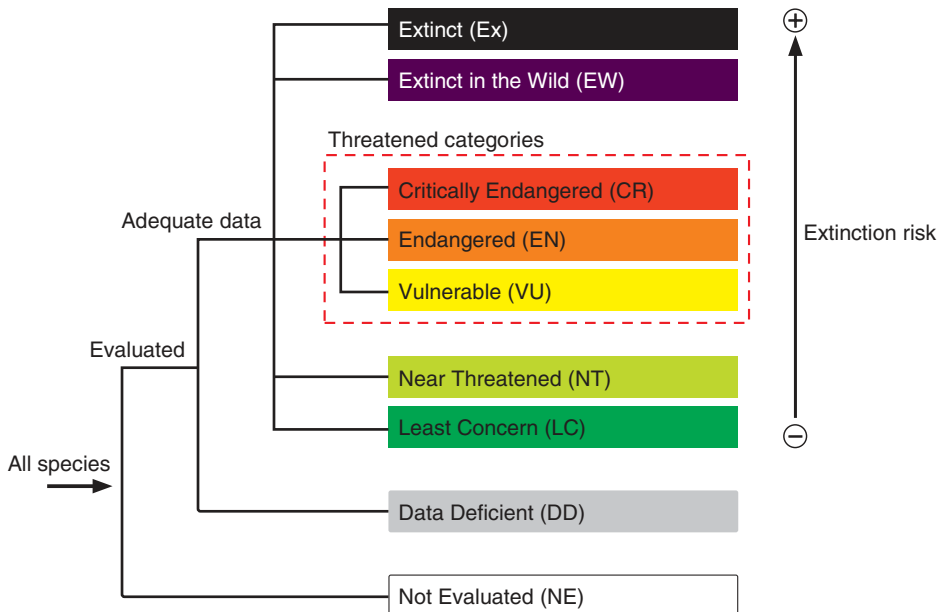 Extinct (Ex)
Extinct in the Wild (EW)
Threatened categories
Critically Endangered (CR)
Adequate data
Endangered (EN)
Extinction risk
Vulnerable (VU)
Evaluated
Near Threatened (NT)
Least Concern (LC)
All species
Data Deficient (DD)
Not Evaluated (NE)
+
−